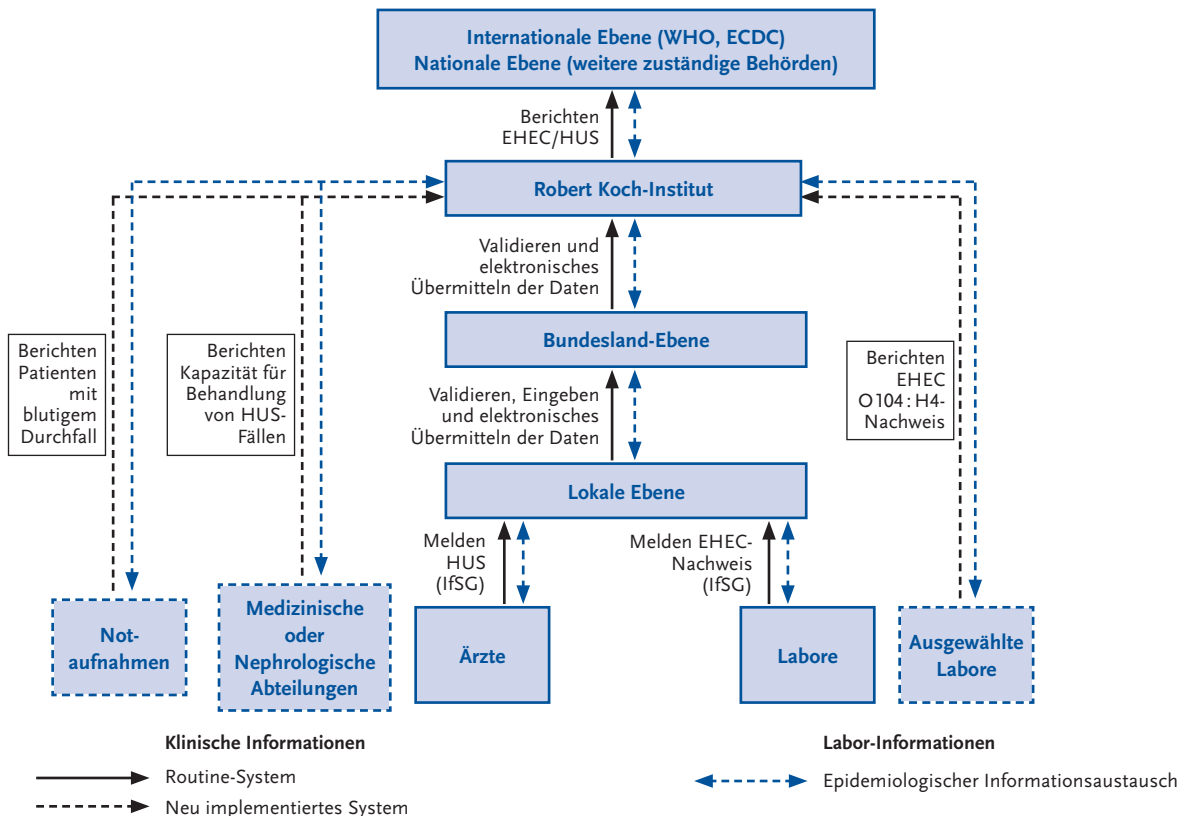 Internationale Ebene (WHO, ECDC)
Nationale Ebene (weitere zuständige Behörden)
Berichten
EHEC/HUS
Robert Koch-Institut
Validieren und
elektronisches
Übermitteln der Daten
Bundesland-Ebene
Berichten
Patienten
mit
blutigem
Durchfall
Berichten
Kapazität für
Behandlung
von HUS-
Fällen
Validieren, Eingeben
und elektronisches
Übermitteln der Daten
Berichten
EHEC
O104:H4-
Nachweis
Lokale Ebene
Melden
HUS
(IfSG)
Melden EHEC-
Nachweis
(IfSG)
Not-
aufnahmen
Medizinische
oder
Nephrologische
Abteilungen
Ärzte
Labore
Ausgewählte
Labore
Klinische Informationen
Labor-Informationen
Routine-System
Epidemiologischer Informationsaustausch
Neu implementiertes System